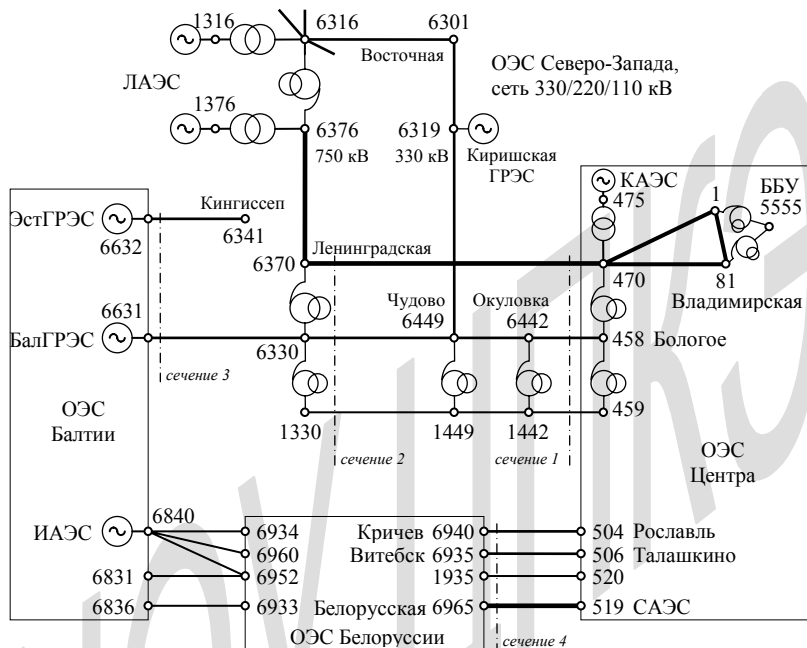 1316
6316
6301
Восточная
ОЭС Северо-Запада,
сеть 330/220/110 кВ
ЛАЭС
1376
6376
750 кВ
6319
330 кВ
Киришская
ГРЭС
КАЭС
475
1
ББУ
5555
ЭстГРЭС
6632
Кингиссеп
6341
Ленинградская
6370
470
81
Владимирская
6631
БалГРЭС
Чудово
6449
Окуловка
6442
6330
458 Бологое
сечение 3
ОЭС
Балтии
1330
сечение 2
1449
сечение 1
1442
459
ОЭС
Центра
6840
ИАЭС
6934
Кричев 6940
504 Рославль
6960
Витебск 6935
506 Талашкино
6831
6952
1935
520
6836
6933
Белорусская 6965
519 САЭС
ОЭС Белоруссии
сечение 4